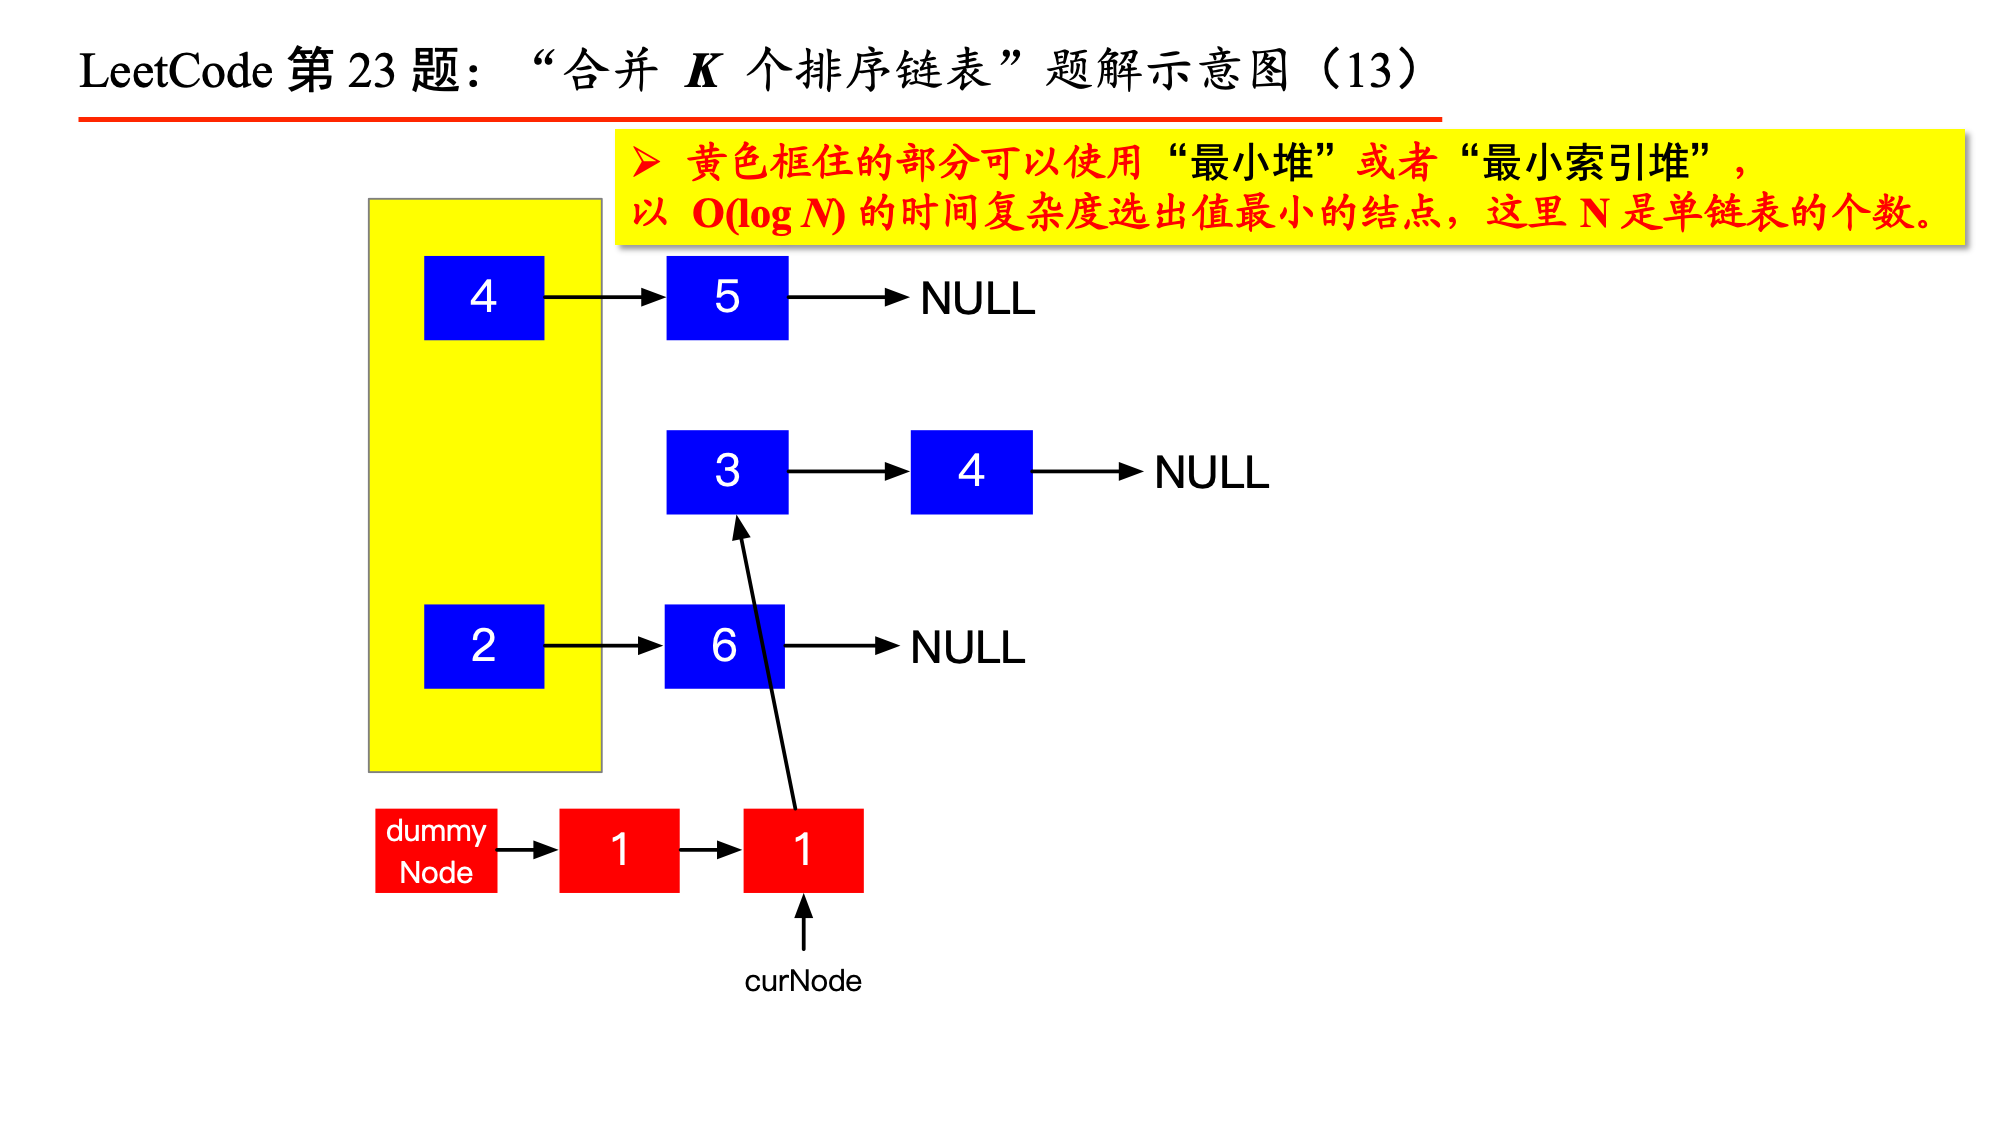 LeetCode 第 23 题：“合并 K 个排序链表”题解示意图（13）
➢ 黄色框住的部分可以使用“最小堆”或者“最小索引堆”，
以 O(log N) 的时间复杂度选出值最小的结点，这里 N 是单链表的个数。
4 5 NULL
3 4 NULL
2 6 NULL
dummy
Node
1 1
curNode